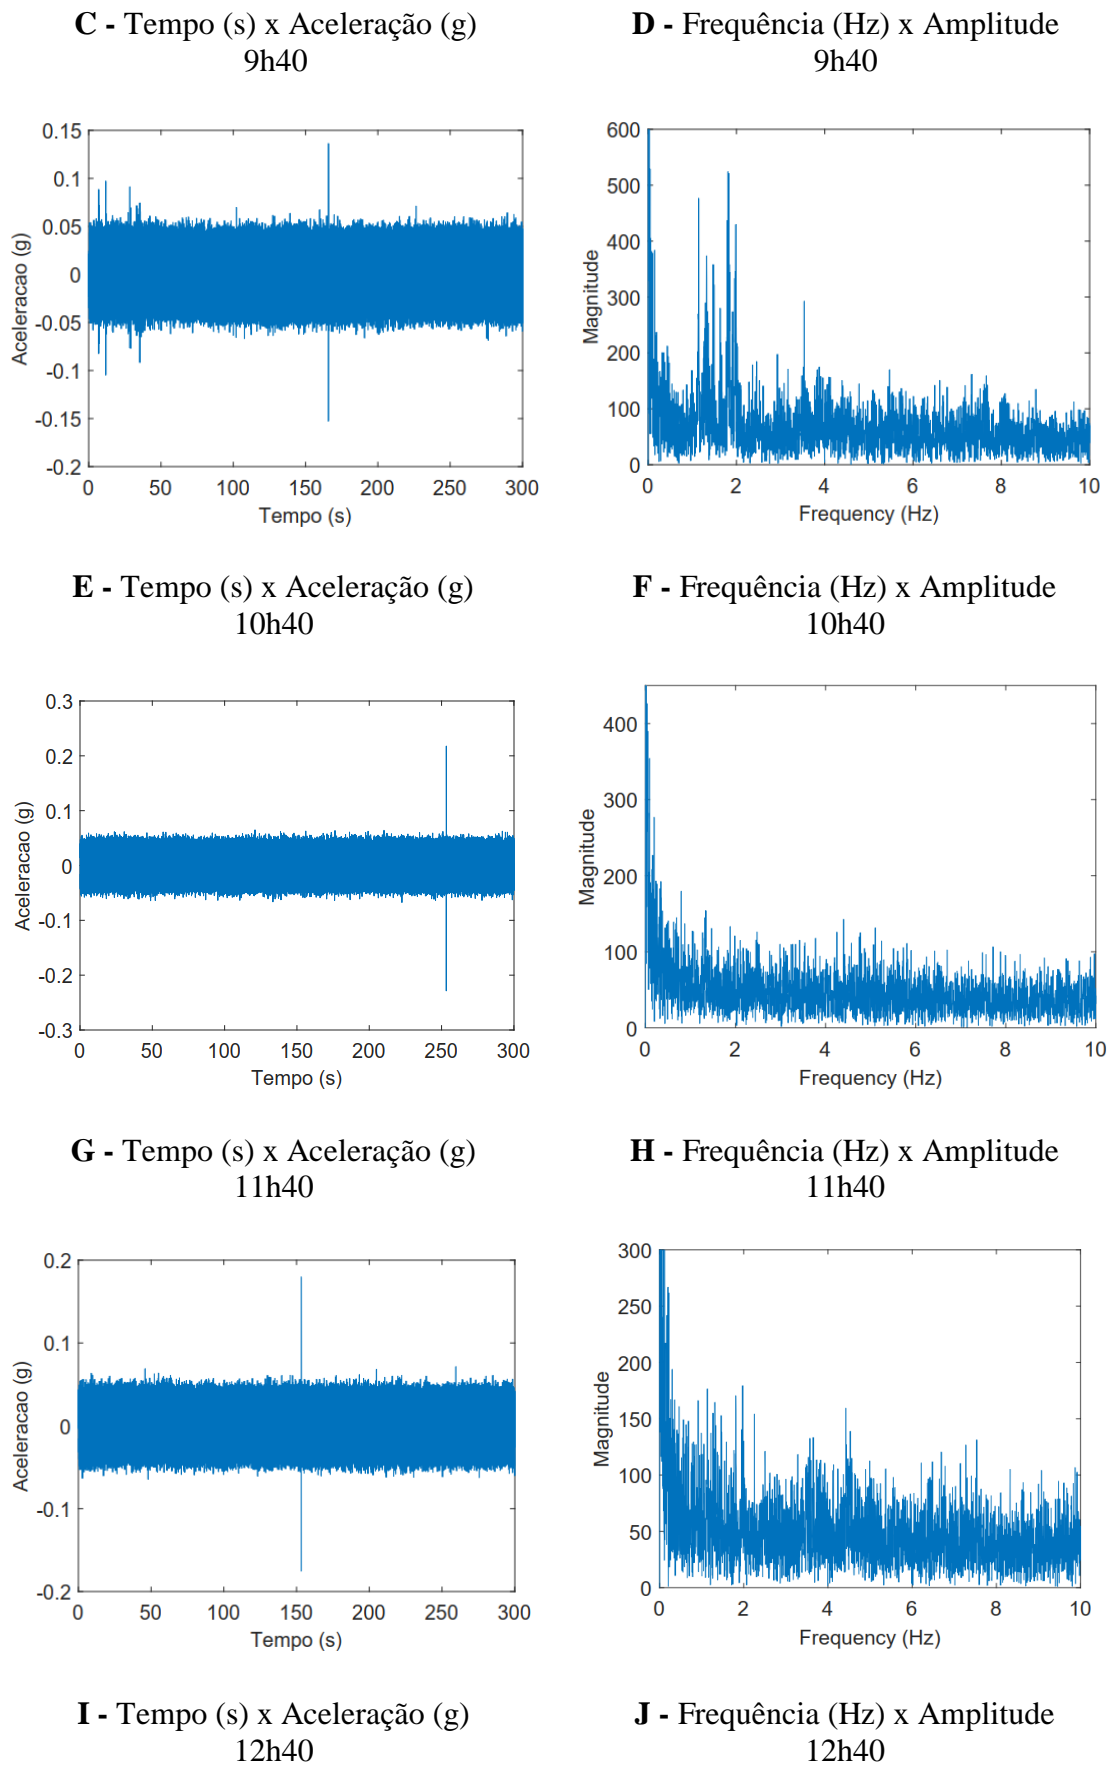 C - Tempo (s) x Aceleração (g)
9h40
D - Frequência (Hz) x Amplitude
9h40
0.15
0.1
0.05
0
-0.05
-0.1
-0.15
-0.2
Aceleracao (g)
0 50 100 150 200 250 300
Tempo (s)
600
500
400
300
200
100
0
Magnitude
0 2 4 6 8 10
Frequency (Hz)
E - Tempo (s) x Aceleração (g)
10h40
F - Frequência (Hz) x Amplitude
10h40
0.3
0.2
0.1
0
-0.1
-0.2
-0.3
Aceleracao (g)
0 50 100 150 200 250 300
Tempo (s)
400
300
200
100
0
Magnitude
0 2 4 6 8 10
Frequency (Hz)
G - Tempo (s) x Aceleração (g)
11h40
H - Frequência (Hz) x Amplitude
11h40
0.2
0.1
0
-0.1
-0.2
Aceleracao (g)
0 50 100 150 200 250 300
Tempo (s)
300
250
200
150
100
50
0
Magnitude
0 2 4 6 8 10
Frequency (Hz)
I - Tempo (s) x Aceleração (g)
12h40
J - Frequência (Hz) x Amplitude
12h40